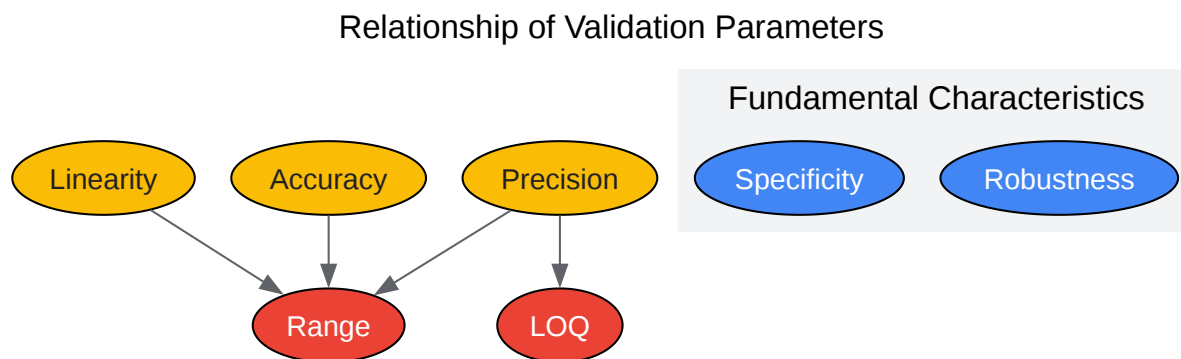 Relationship of Validation Parameters
Fundamental Characteristics
Linearity
Accuracy
Precision
Specificity
Robustness
Range
LOQ